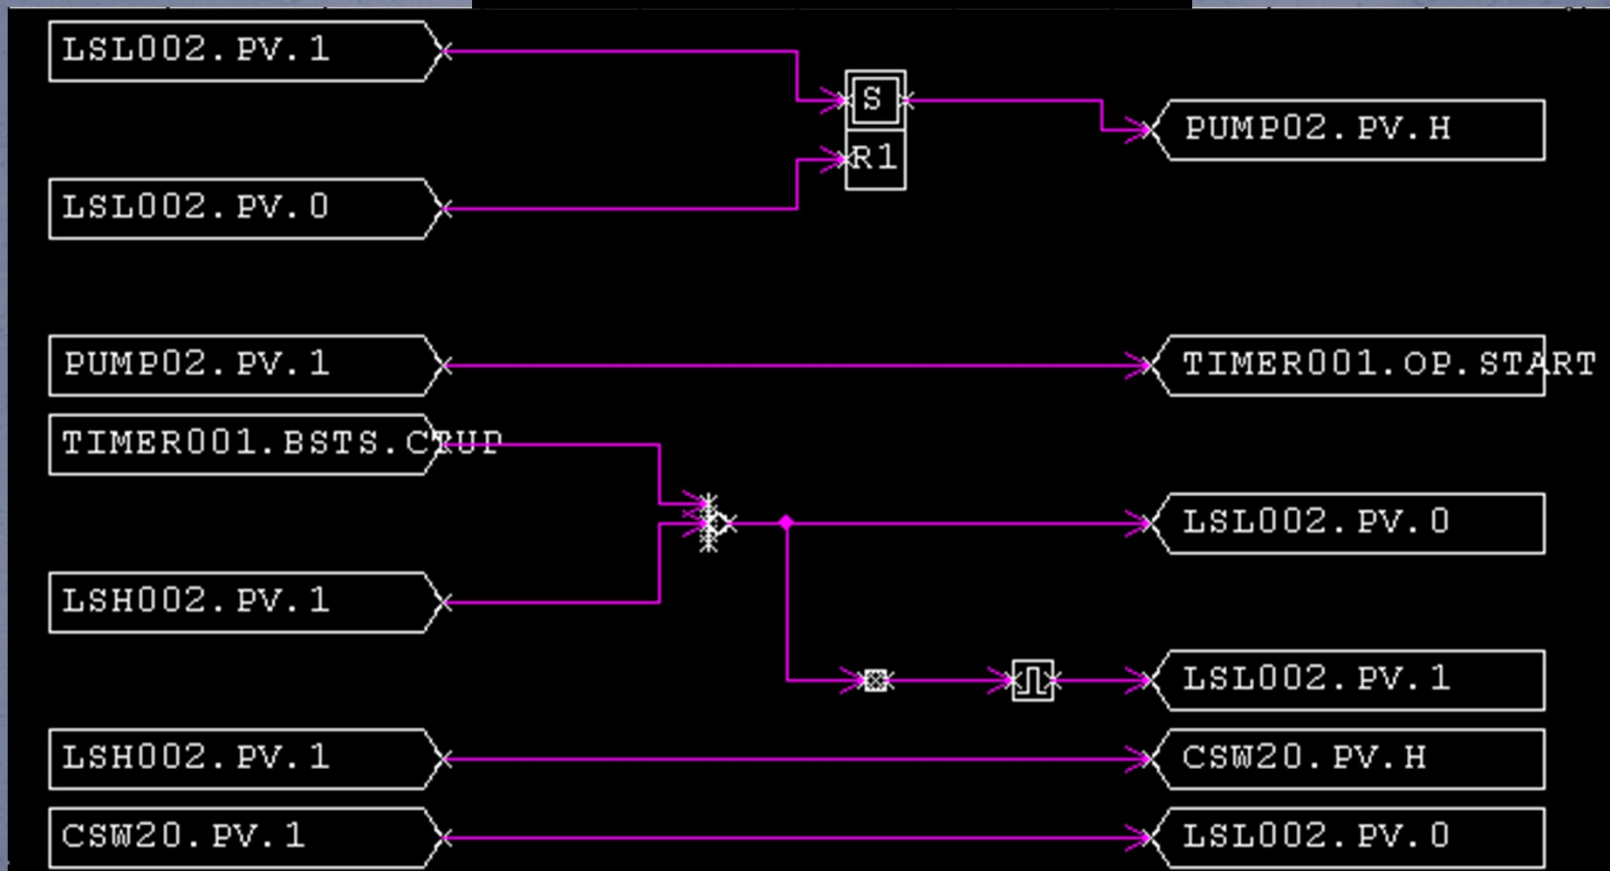 LSL002.PV.1
S
PUMP02.PV.H
R1
LSL002.PV.0
PUMP02.PV.1
TIMER001.OP.START
TIMER001.BSTS.CTUP
LSL002.PV.0
LSH002.PV.1
LSL002.PV.1
LSH002.PV.1
CSW20.PV.H
CSW20.PV.1
LSL002.PV.0